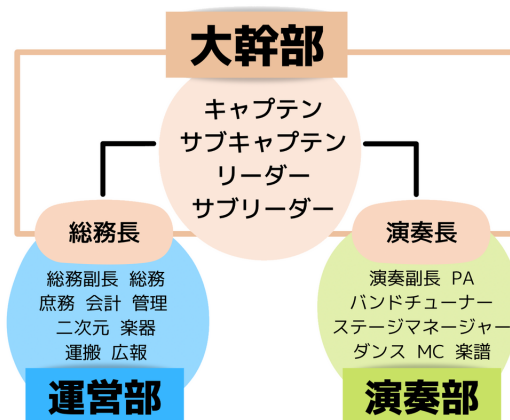 大幹部
キャプテン
サブキャプテン
リーダー
サブリーダー
総務長
総務副長 総務
庶務 会計 管理
二次元 楽器
運搬 広報
運営部
演奏長
演奏副長 PA
バンドチューナー
ステージマネージャー
ダンス MC 楽譜
演奏部